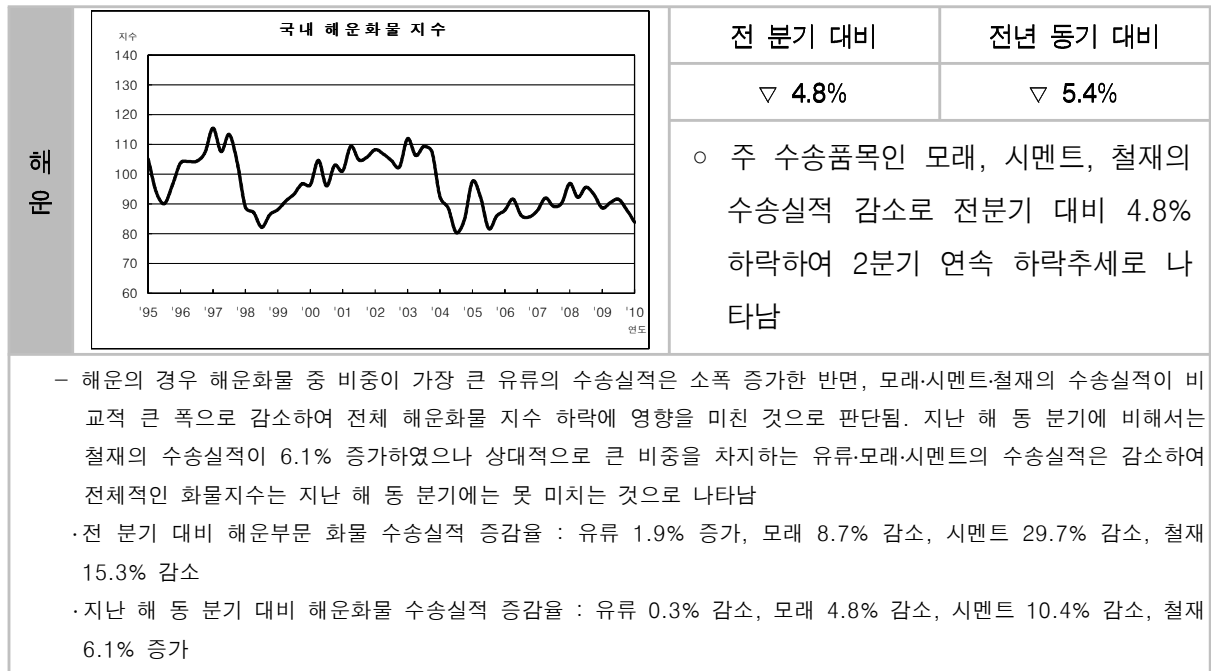 해운
국내 해운화물 지수
지수
140
130
120
110
100
90
80
70
60
'95 '96 '97 '98 '99 '00 '01 '02 '03 '04 '05 '06 '07 '08 '09 '10
연도
전 분기 대비 전년 동기 대비
▽ 4.8% ▽ 5.4%
○ 주 수송품목인 모래, 시멘트, 철재의
수송실적 감소로 전분기 대비 4.8%
하락하여 2분기 연속 하락추세로 나
타남
- 해운의 경우 해운화물 중 비중이 가장 큰 유류의 수송실적은 소폭 증가한 반면, 모래·시멘트·철재의 수송실적이 비
교적 큰 폭으로 감소하여 전체 해운화물 지수 하락에 영향을 미친 것으로 판단됨. 지난 해 동 분기에 비해서는
철재의 수송실적이 6.1% 증가하였으나 상대적으로 큰 비중을 차지하는 유류·모래·시멘트의 수송실적은 감소하여
전체적인 화물지수는 지난 해 동 분기에는 못 미치는 것으로 나타남
·전 분기 대비 해운부문 화물 수송실적 증감율 : 유류 1.9% 증가, 모래 8.7% 감소, 시멘트 29.7% 감소, 철재
15.3% 감소
·지난 해 동 분기 대비 해운화물 수송실적 증감율 : 유류 0.3% 감소, 모래 4.8% 감소, 시멘트 10.4% 감소, 철재
6.1% 증가